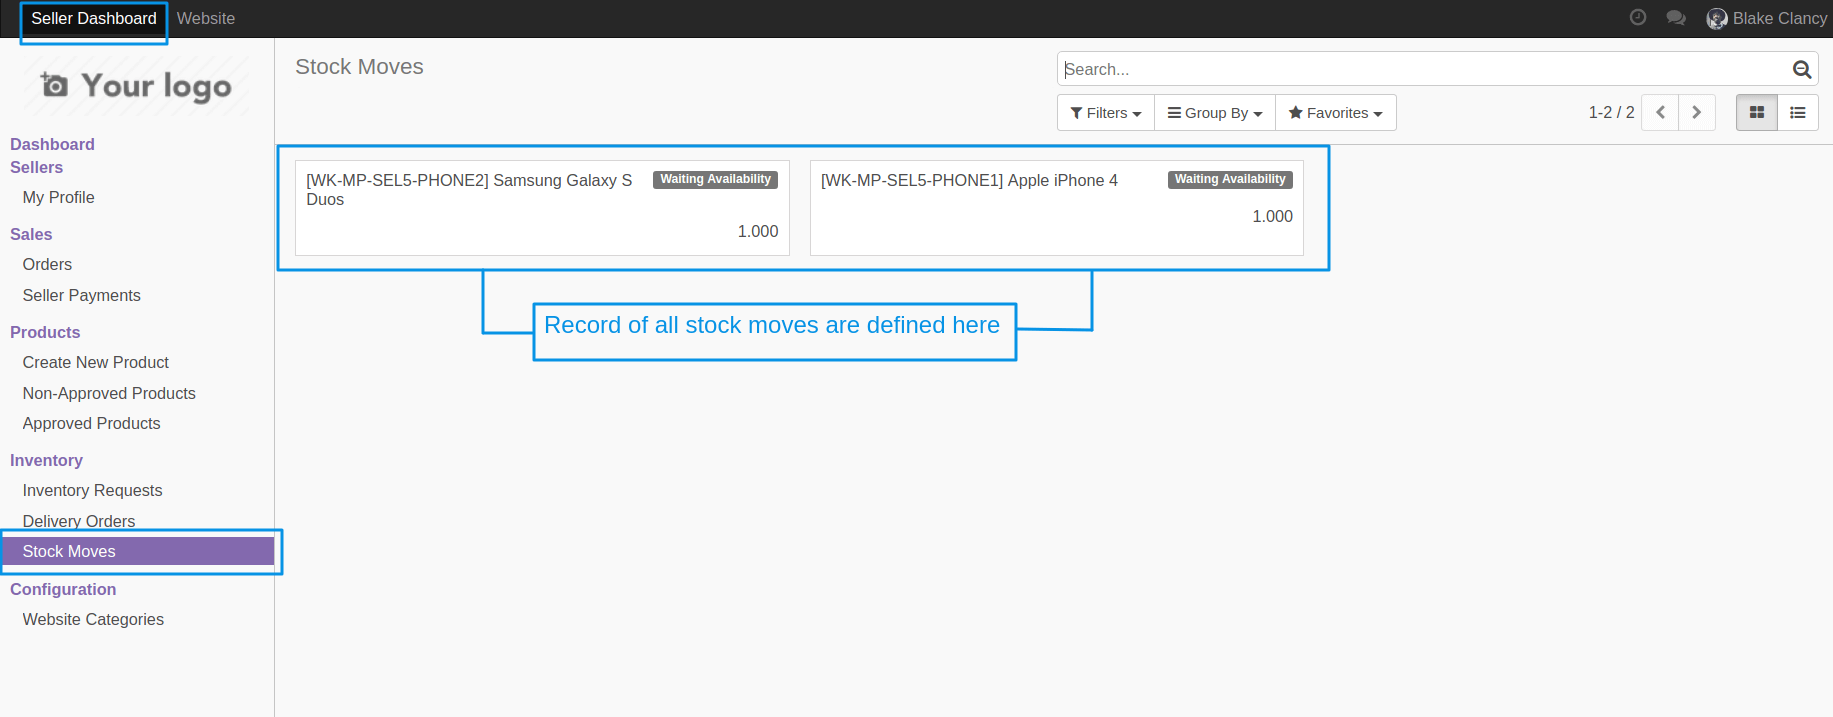 Seller Dashboard Website
Blake Clancy
Your logo
Dashboard
Sellers
My Profile
Sales
Orders
Seller Payments
Products
Create New Product
Non-Approved Products
Approved Products
Inventory
Inventory Requests
Delivery Orders
Stock Moves
Configuration
Website Categories
Stock Moves
Search...
Filters Group By Favorites
1-2 / 2
[WK-MP-SEL5-PHONE2] Samsung Galaxy S
Duos
Waiting Availability
1.000
[WK-MP-SEL5-PHONE1] Apple iPhone 4
Waiting Availability
1.000
Record of all stock moves are defined here